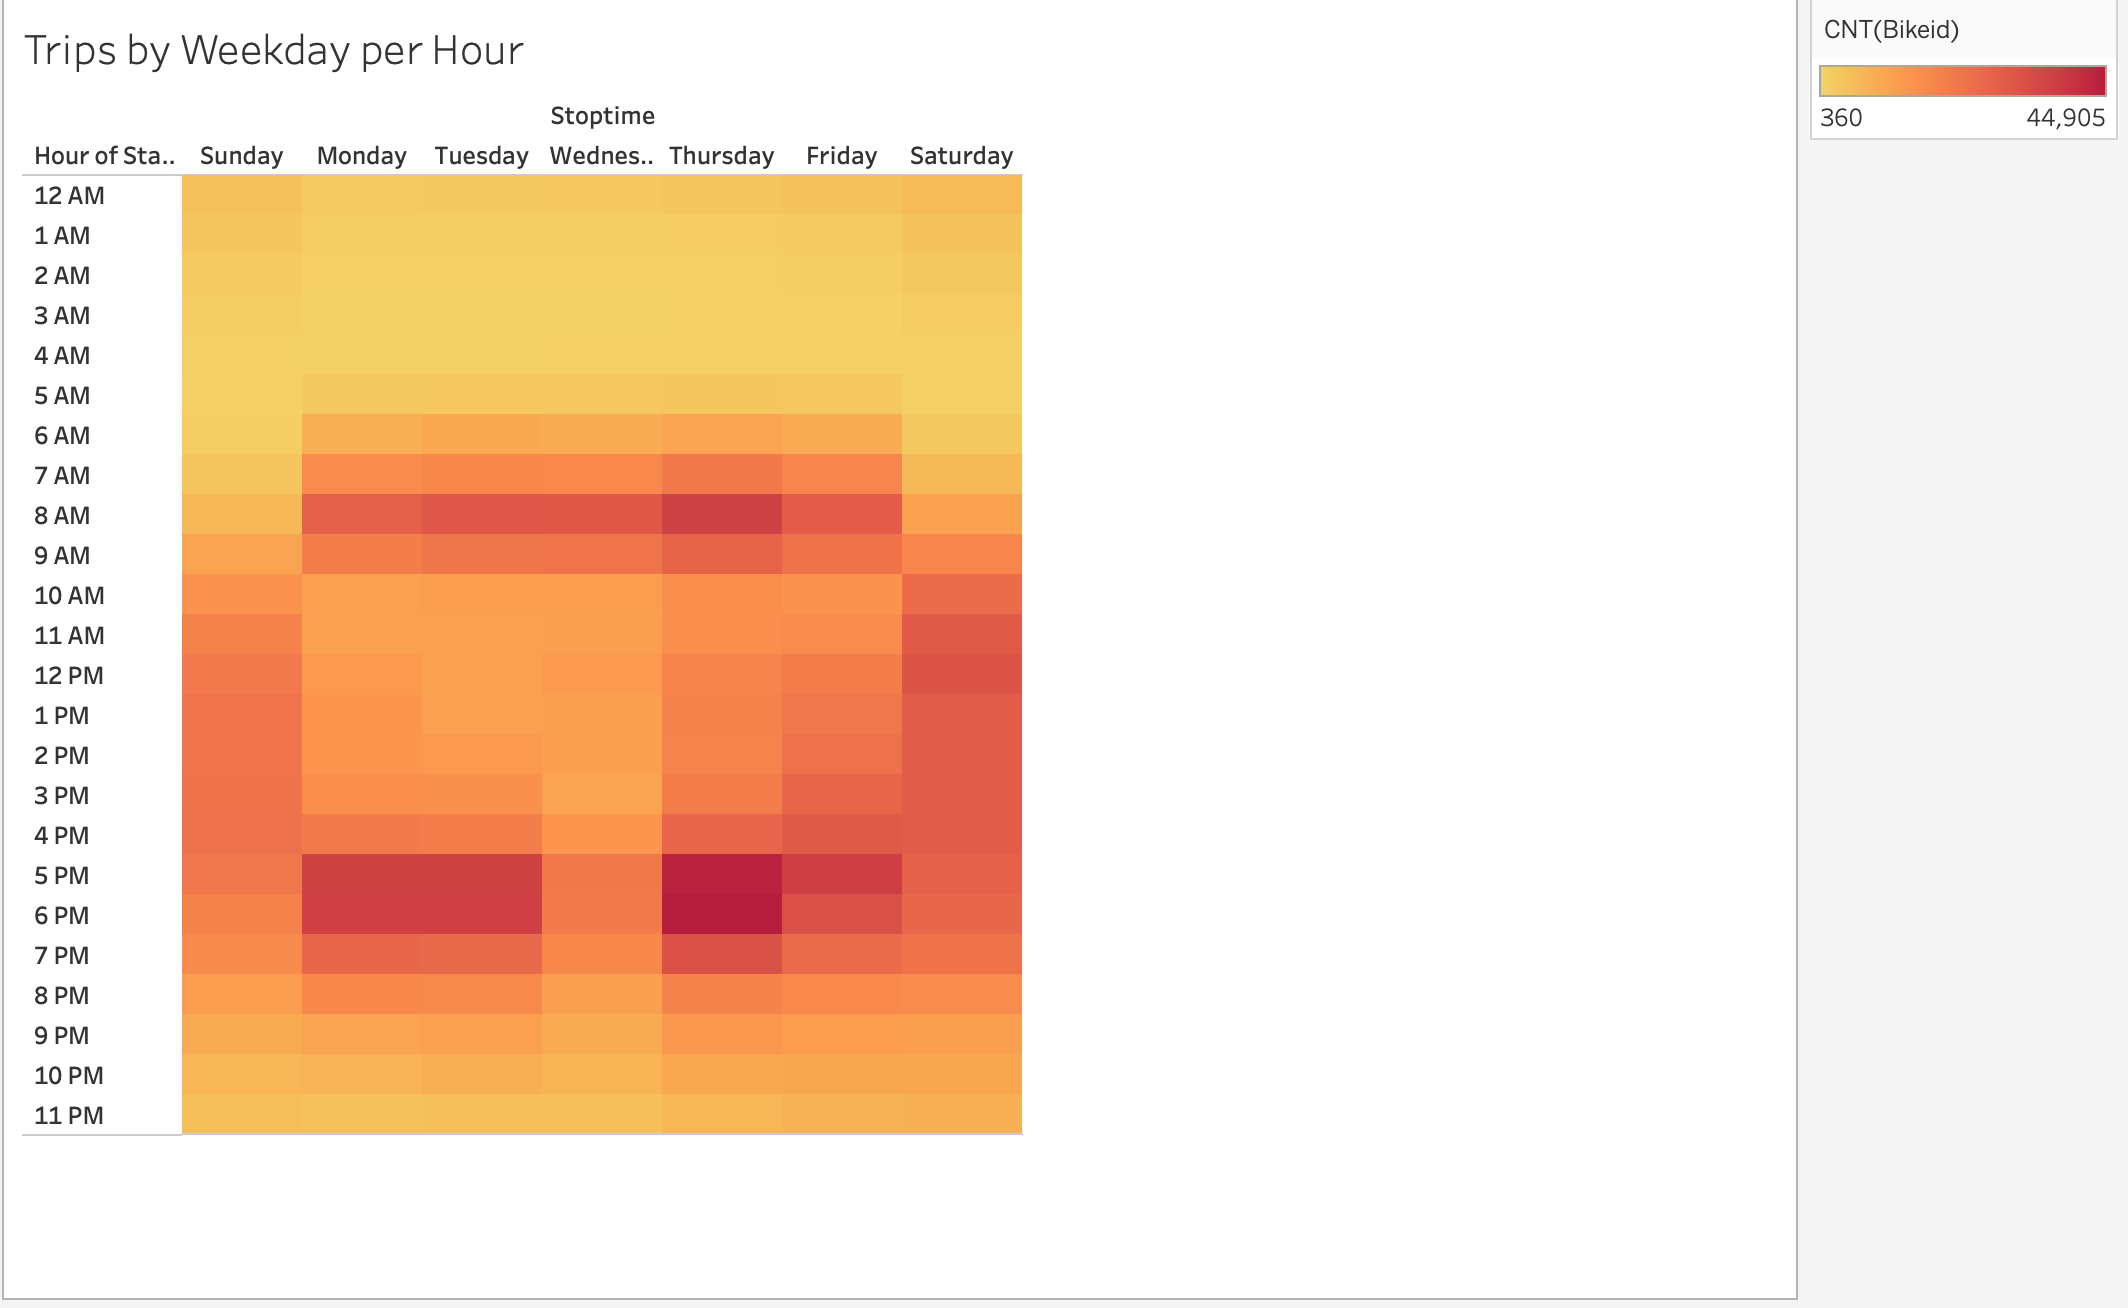 Trips by Weekday per Hour
CNT(Bikeid)
360 44,905
Stoptime
Hour of Sta.. Sunday Monday Tuesday Wednes.. Thursday Friday Saturday
12 AM
1 AM
2 AM
3 AM
4 AM
5 AM
6 AM
7 AM
8 AM
9 AM
10 AM
11 AM
12 PM
1 PM
2 PM
3 PM
4 PM
5 PM
6 PM
7 PM
8 PM
9 PM
10 PM
11 PM